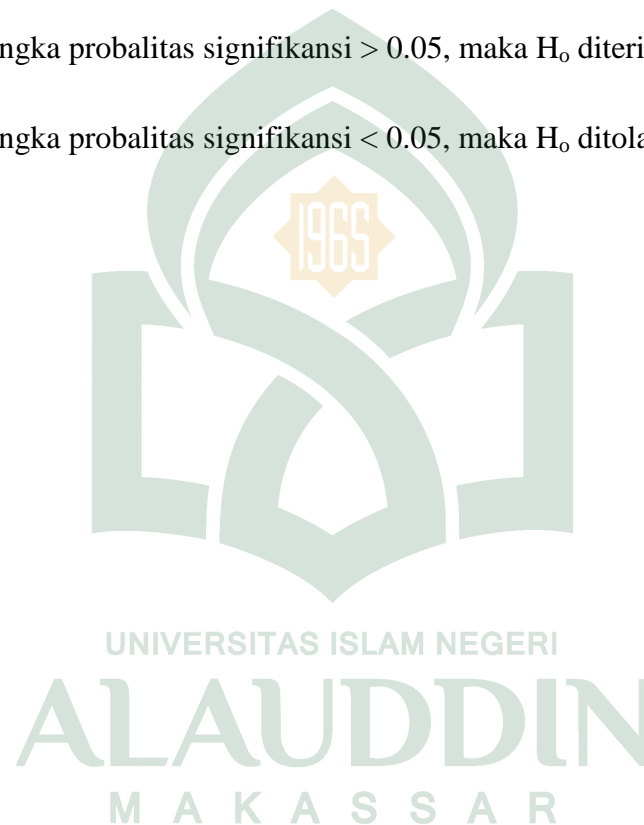 ngka probalitas signifikansi > 0.05, maka Hₒ diteri
ngka probalitas signifikansi < 0.05, maka Hₒ ditola
1965
UNIVERSITAS ISLAM NEGERI
ALAUDDIN
MAKASSAR